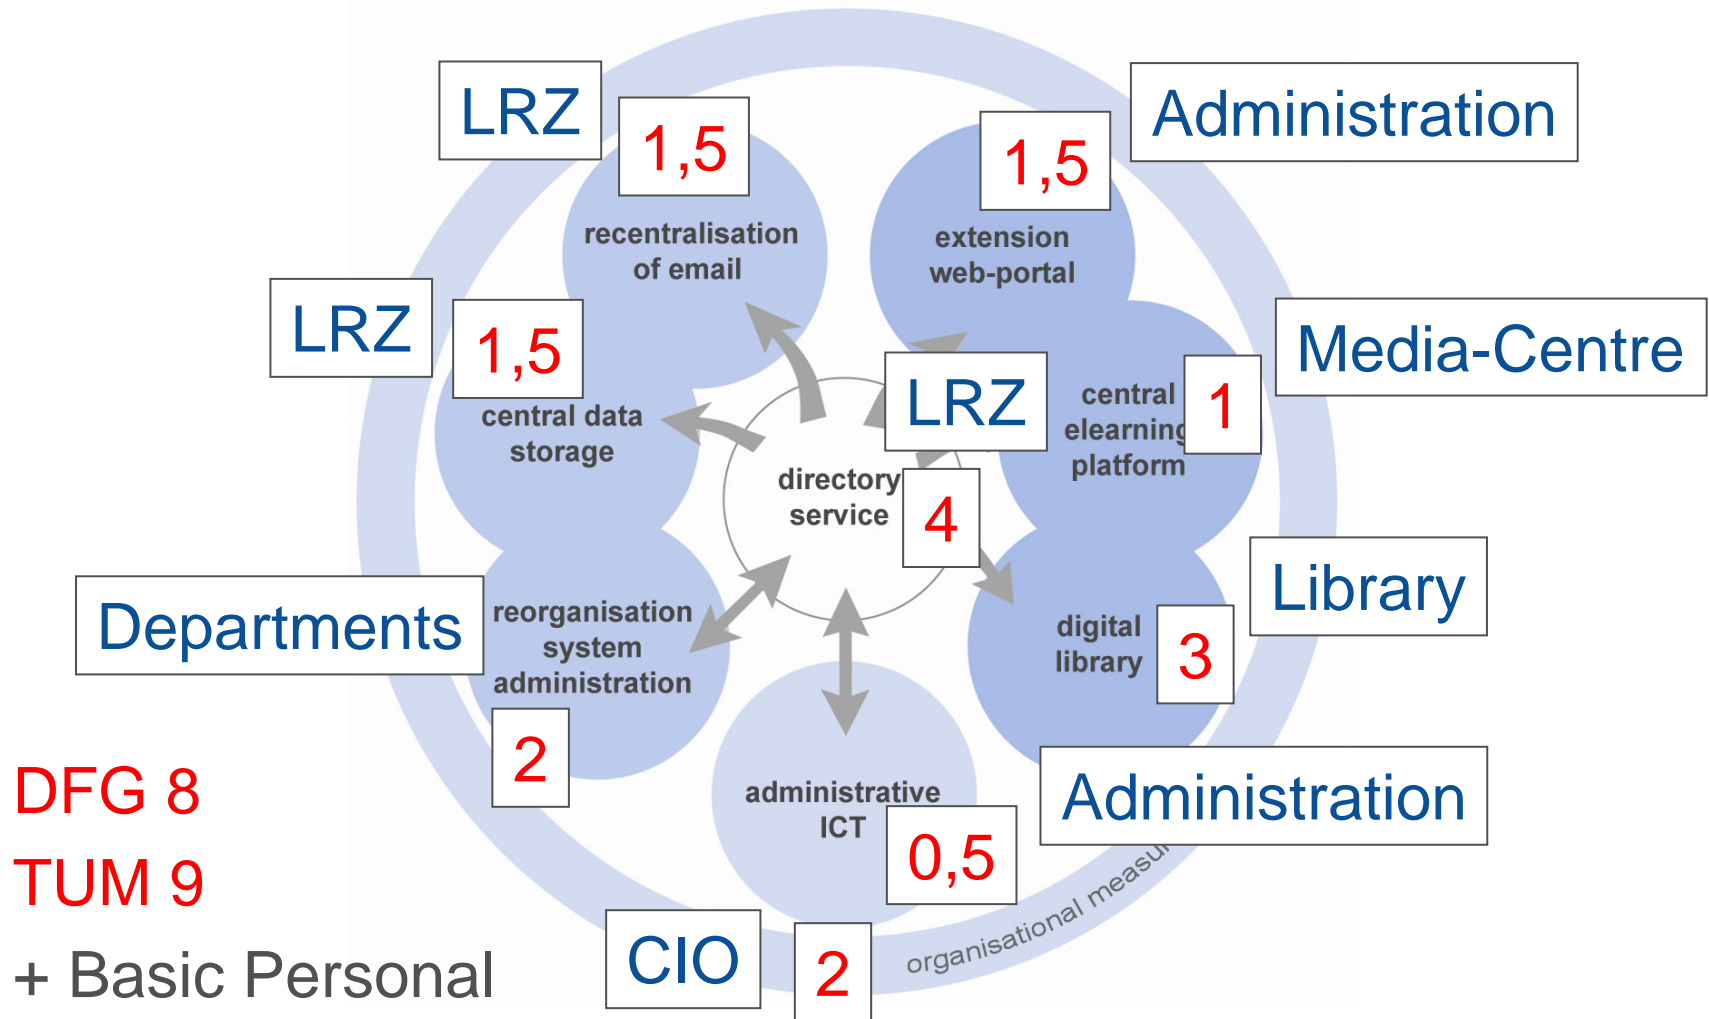 LRZ
1,5
Administration
1,5
recentralisation
of email
extension
web-portal
LRZ
1,5
Media-Centre
LRZ
central
elearning
platform
1
central data
storage
directory
service
4
Departments
reorganisation
system
administration
2
Library
digital
library
3
Administration
administrative
ICT
0,5
organisational
CIO
2
DFG 8
TUM 9
+ Basic Personal